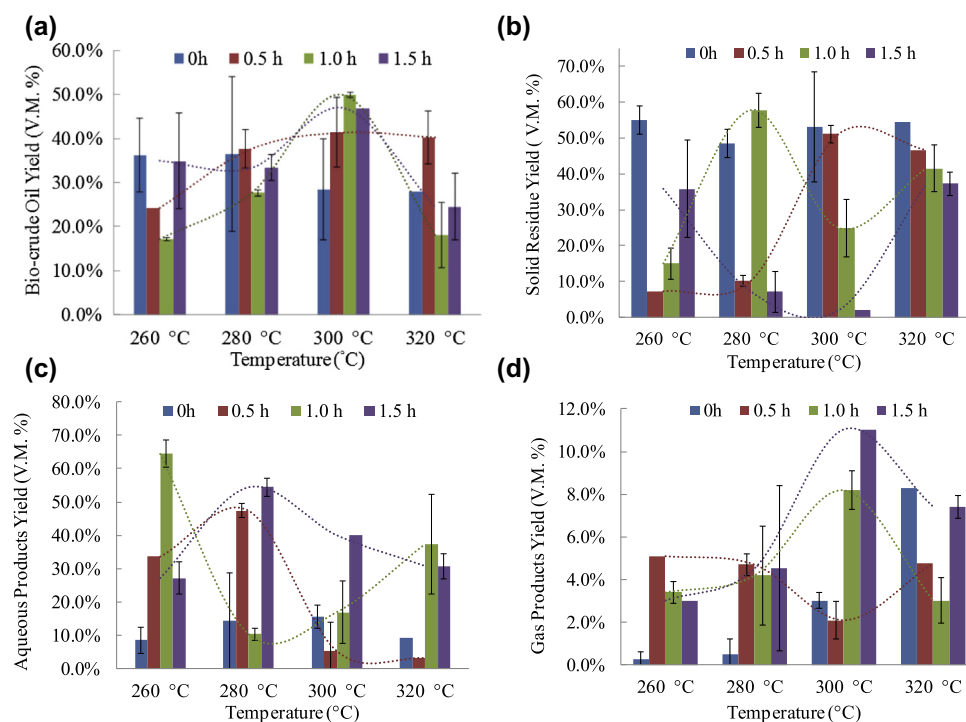 (a)
0h 0.5 h 1.0 h 1.5 h
Bio-crude Oil Yield (V.M. %)
60.0%
50.0%
40.0%
30.0%
20.0%
10.0%
0.0%
260 °C 280 °C 300 °C 320 °C
Temperature (˚C)
(b)
0h 0.5 h 1.0 h 1.5 h
Solid Residue Yield ( V.M. %)
70.0%
60.0%
50.0%
40.0%
30.0%
20.0%
10.0%
0.0%
260 °C 280 °C 300 °C 320 °C
Temperature (°C)
(c)
0h 0.5 h 1.0 h 1.5 h
Aqueous Products Yield (V.M. %)
80.0%
70.0%
60.0%
50.0%
40.0%
30.0%
20.0%
10.0%
0.0%
260 °C 280 °C 300 °C 320 °C
Temperature (°C)
(d)
0h 0.5 h 1.0 h 1.5 h
Gas Products Yield (V.M. %)
12.0%
10.0%
8.0%
6.0%
4.0%
2.0%
0.0%
260 °C 280 °C 300 °C 320 °C
Temperature (°C)